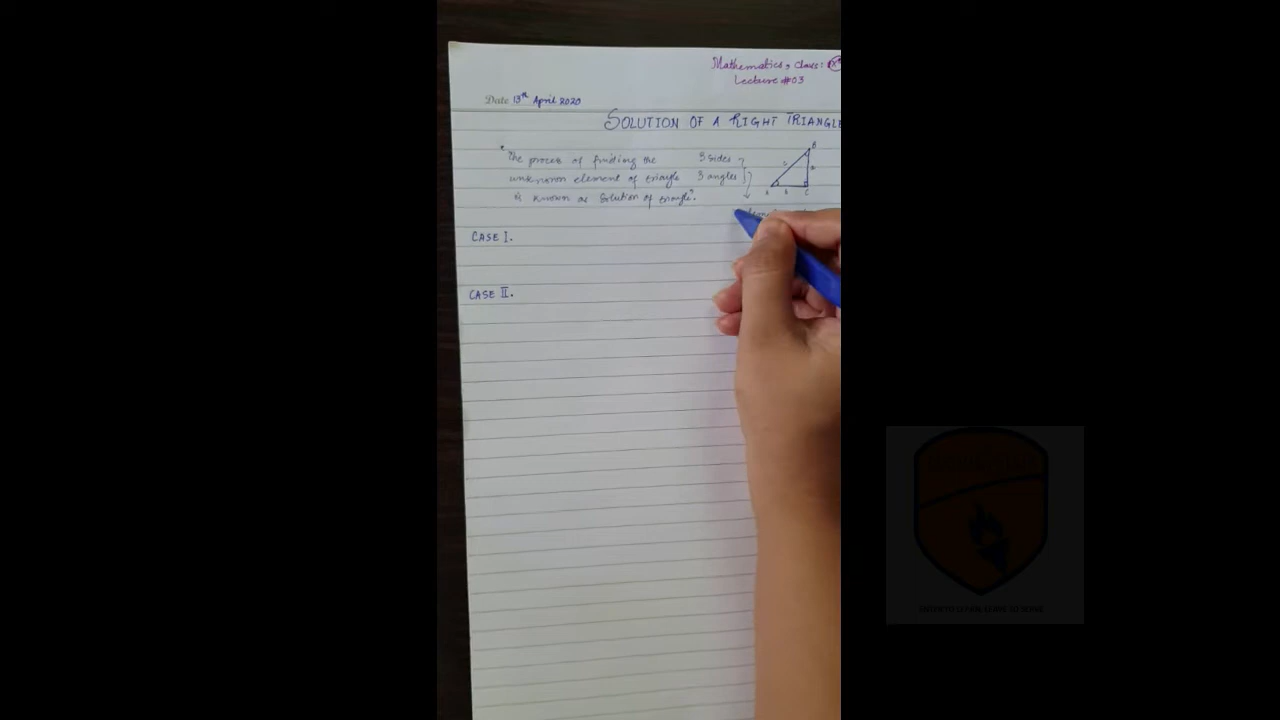 Mathematics, Class:
Lecture #03
Date 13th April 2020
SOLUTION OF A RIGHT TRIANGLE
"The process of finding the
unknown element of triangle
is known as Solution of triangle."
3 sides
3 angles
B
A
C
CASE I.
CASE II.